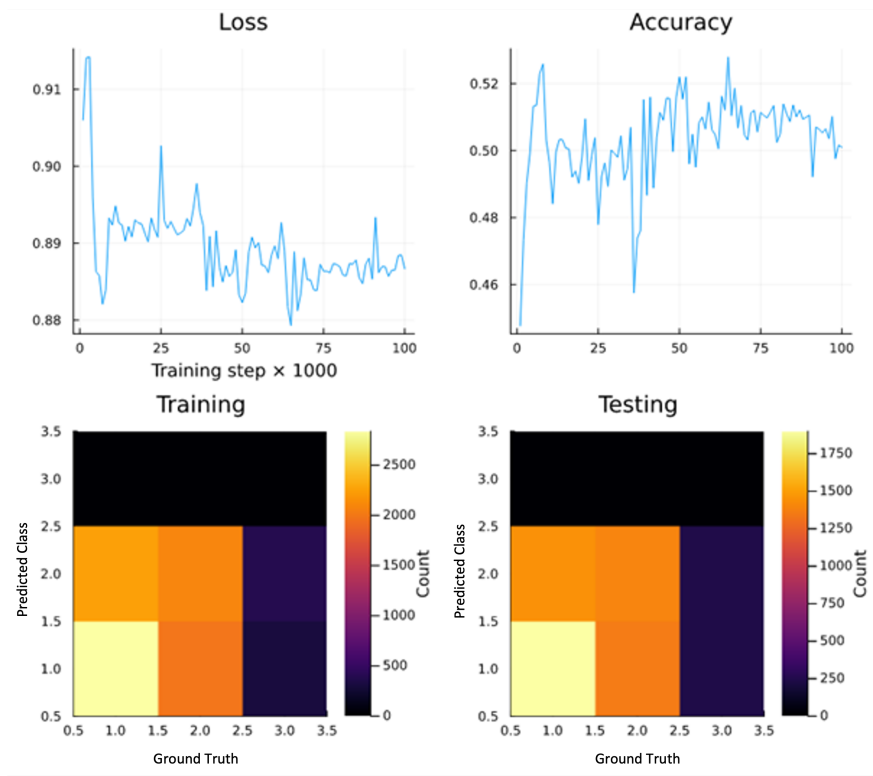 Loss
0.91
0.90
0.89
0.88
0 25 50 75 100
Training step × 1000
Accuracy
0.52
0.50
0.48
0.46
0 25 50 75 100
Training
3.5
3.0
2.5
2.0
1.5
1.0
0.5
Predicted Class
0.5 1.0 1.5 2.0 2.5 3.0 3.5
Ground Truth
2500
2000
1500
1000
500
0
Count
Testing
3.5
3.0
2.5
2.0
1.5
1.0
0.5
Predicted Class
0.5 1.0 1.5 2.0 2.5 3.0 3.5
Ground Truth
1750
1500
1250
1000
750
500
250
0
Count